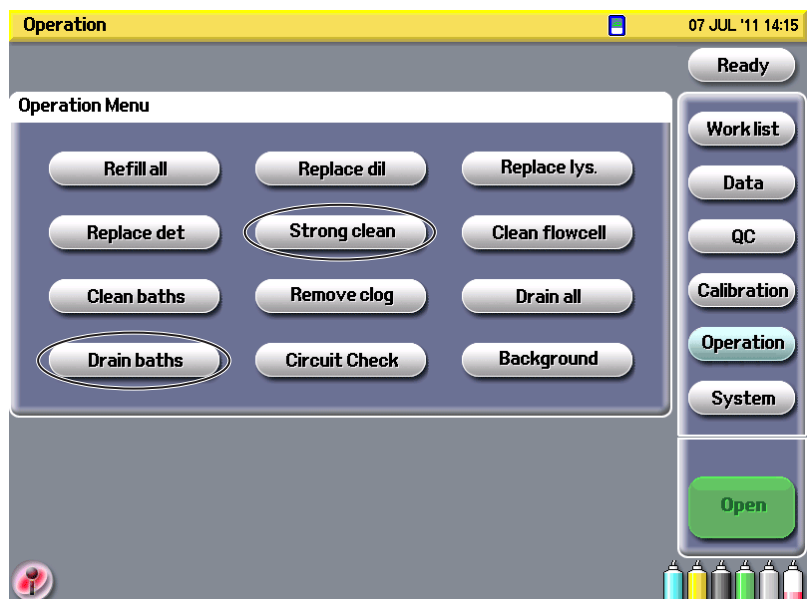 Operation
07 JUL '11 14:15
Ready
Operation Menu
Refill all
Replace dil
Replace lys.
Replace det
Strong clean
Clean flowcell
Clean baths
Remove clog
Drain all
Drain baths
Circuit Check
Background
Work list
Data
QC
Calibration
Operation
System
Open